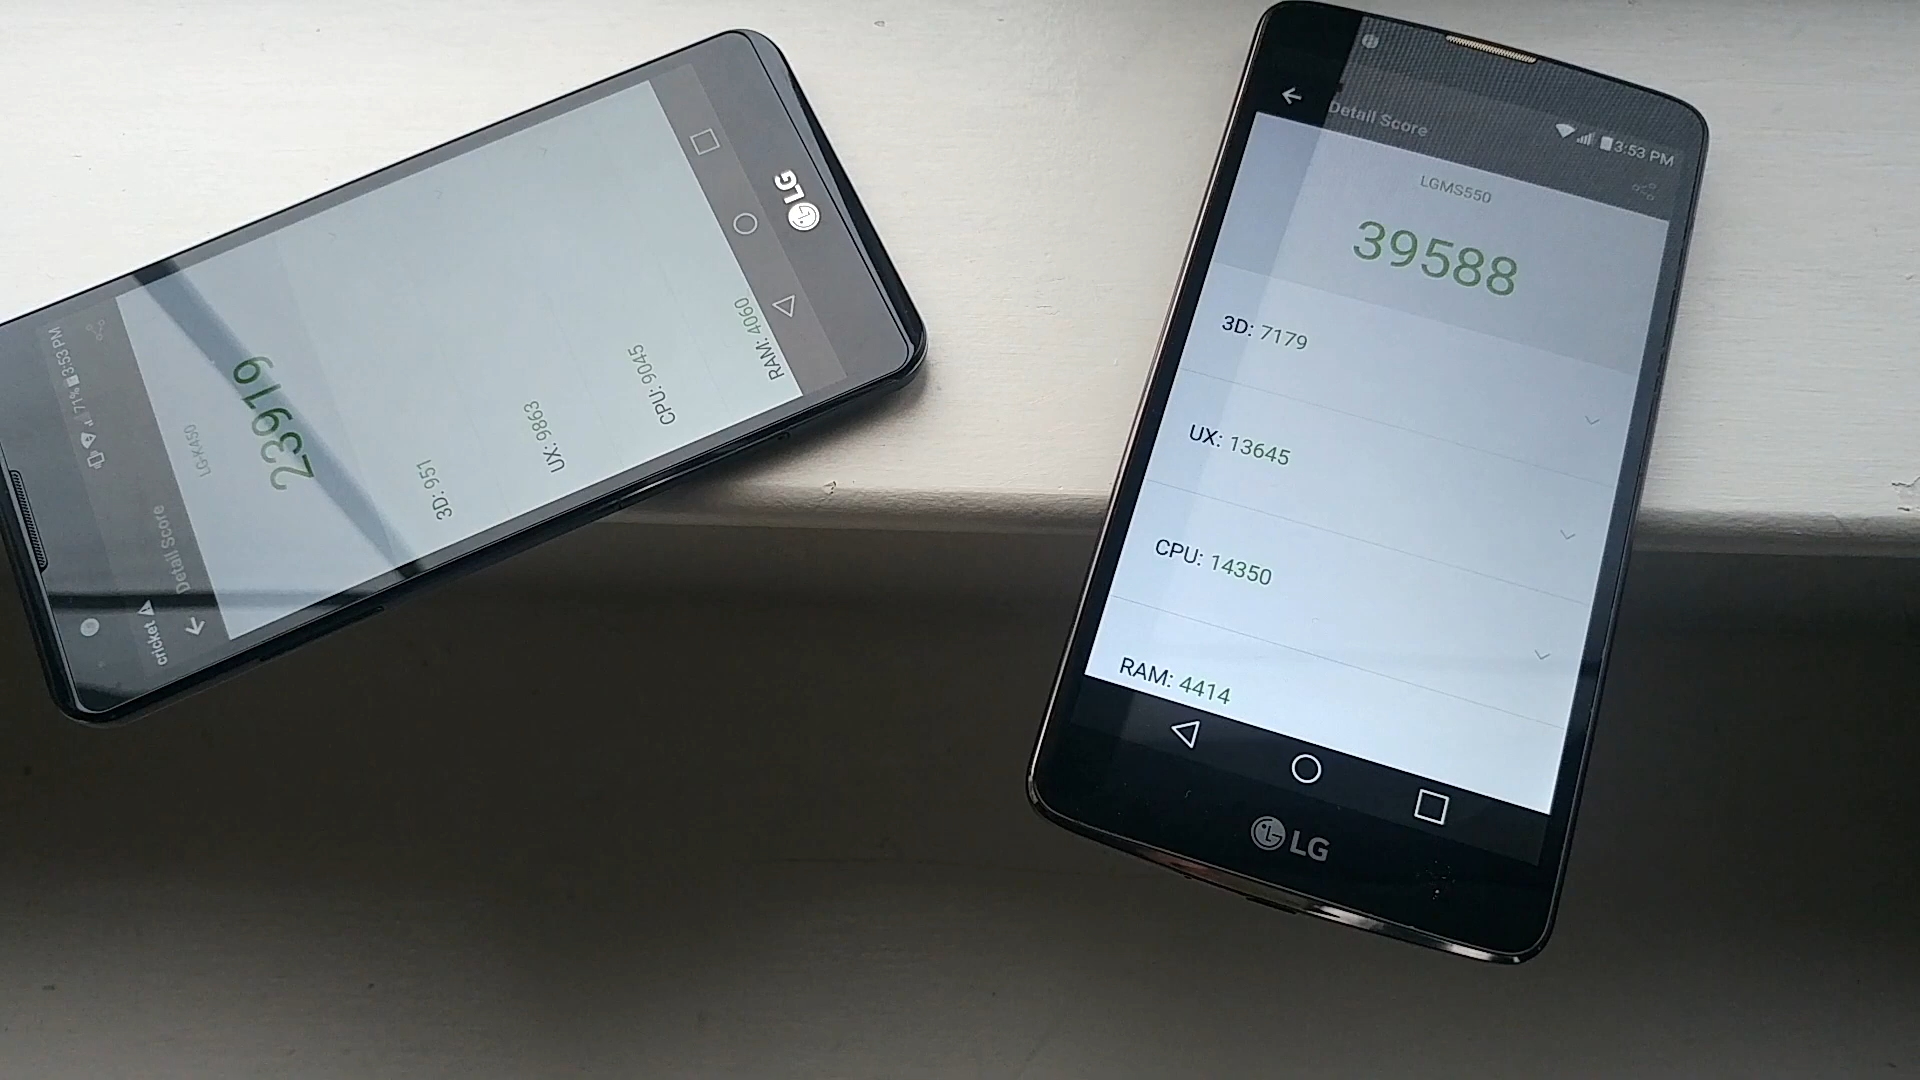 cricket
71% 3:53 PM
Detail Score
LG-K450
23919
3D: 951
UX: 9863
CPU: 9045
RAM: 4060
LG
3:53 PM
Detail Score
LGMS550
39588
3D: 7179
UX: 13645
CPU: 14350
RAM: 4414
LG